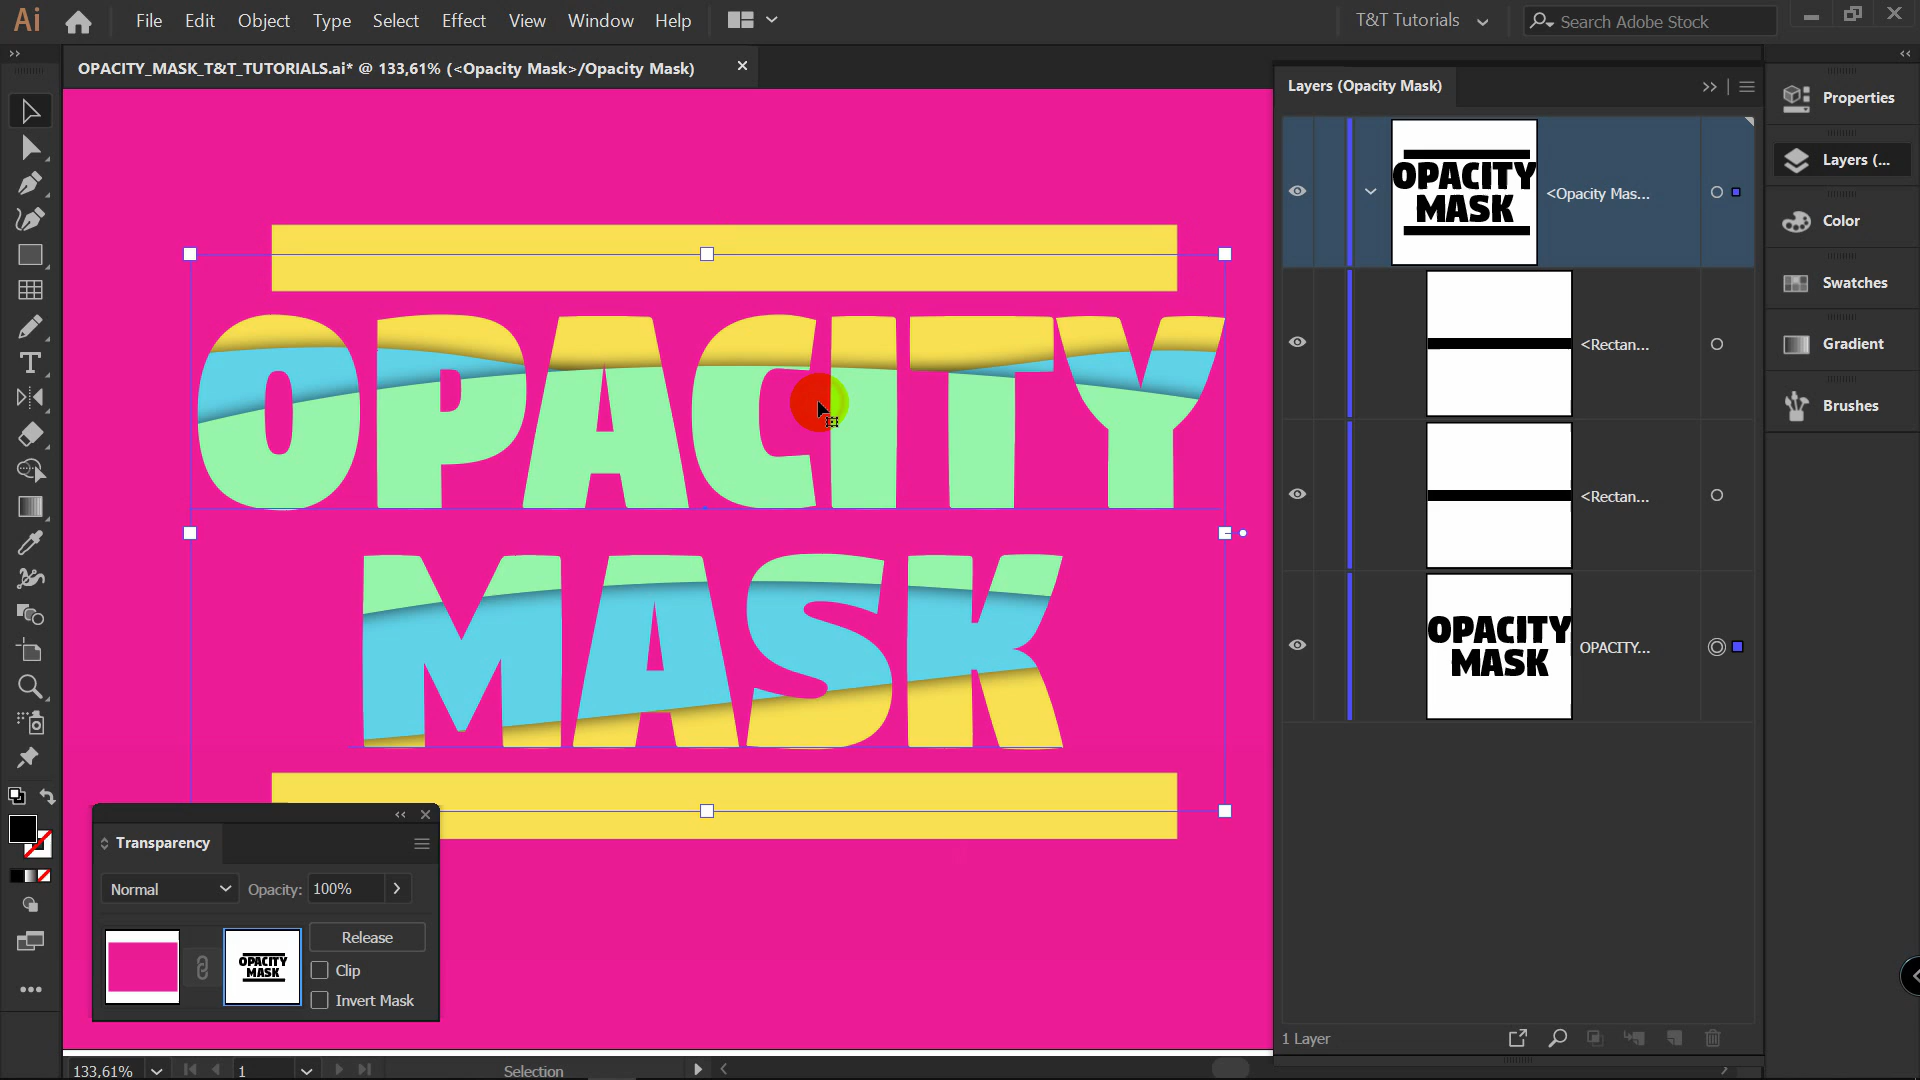 Ai File Edit Object Type Select Effect View Window Help T&T Tutorials Search Adobe Stock
OPACITY_MASK_T&T_TUTORIALS.ai* @ 133,61% (<Opacity Mask>/Opacity Mask)
Layers (Opacity Mask)
Properties
Layers (...
Color
Swatches
Gradient
Brushes
OPACITY
MASK
<Opacity Mas...
<Rectan...
<Rectan...
OPACITY
MASK
OPACITY...
OPACITY
MASK
Transparency
Normal Opacity: 100%
OPACITY
MASK
Release
Clip
Invert Mask
1 Layer
133,61% 1 Selection